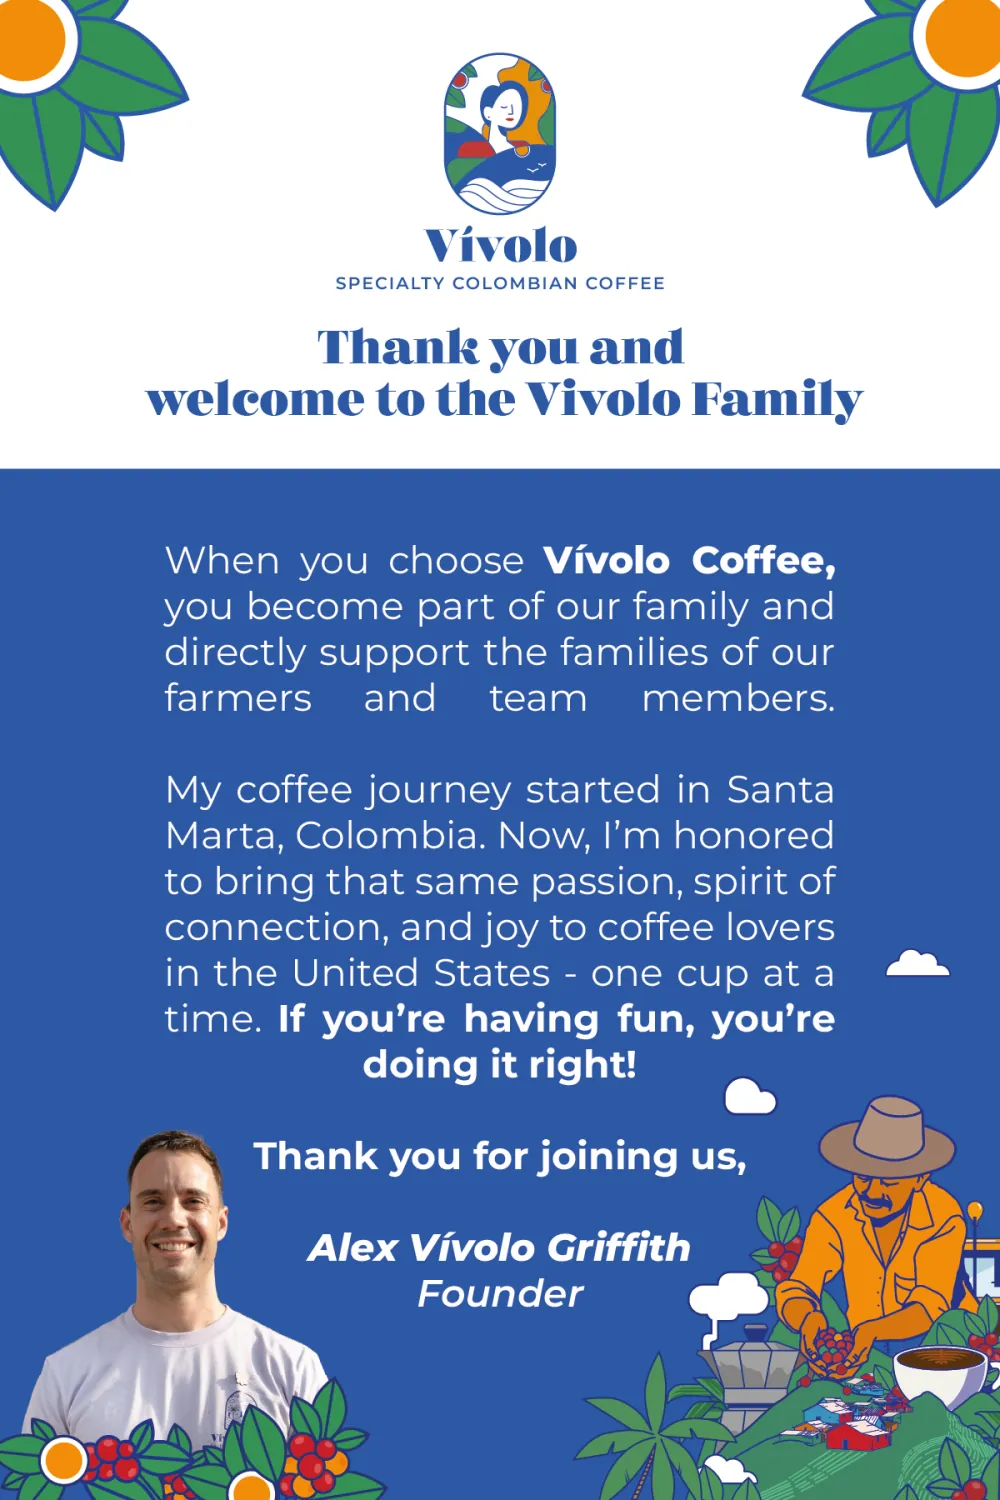 Vívolo
SPECIALTY COLOMBIAN COFFEE
Thank you and
welcome to the Vivolo Family
When you choose Vívolo Coffee,
you become part of our family and
directly support the families of our
farmers and team members.
My coffee journey started in Santa
Marta, Colombia. Now, I'm honored
to bring that same passion, spirit of
connection, and joy to coffee lovers
in the United States - one cup at a
time. If you're having fun, you're
doing it right!
Thank you for joining us,
Alex Vívolo Griffith
Founder